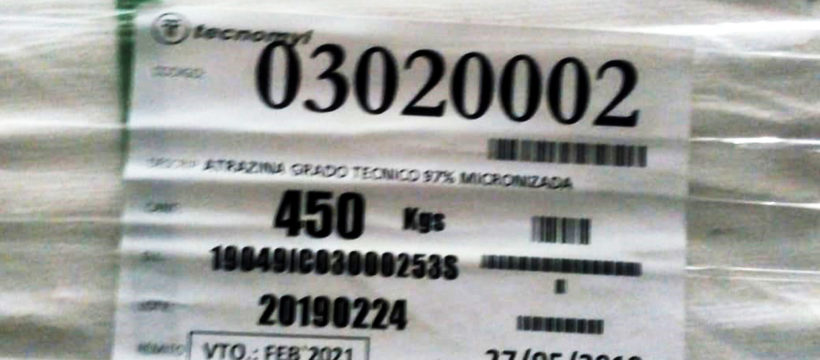 tecnomyl
03020002
ATRAZINA GRADO TECNICO 97% MICRONIZADA
450 Kgs
19049IC03000253S
20190224
VTO.: FEB 2021